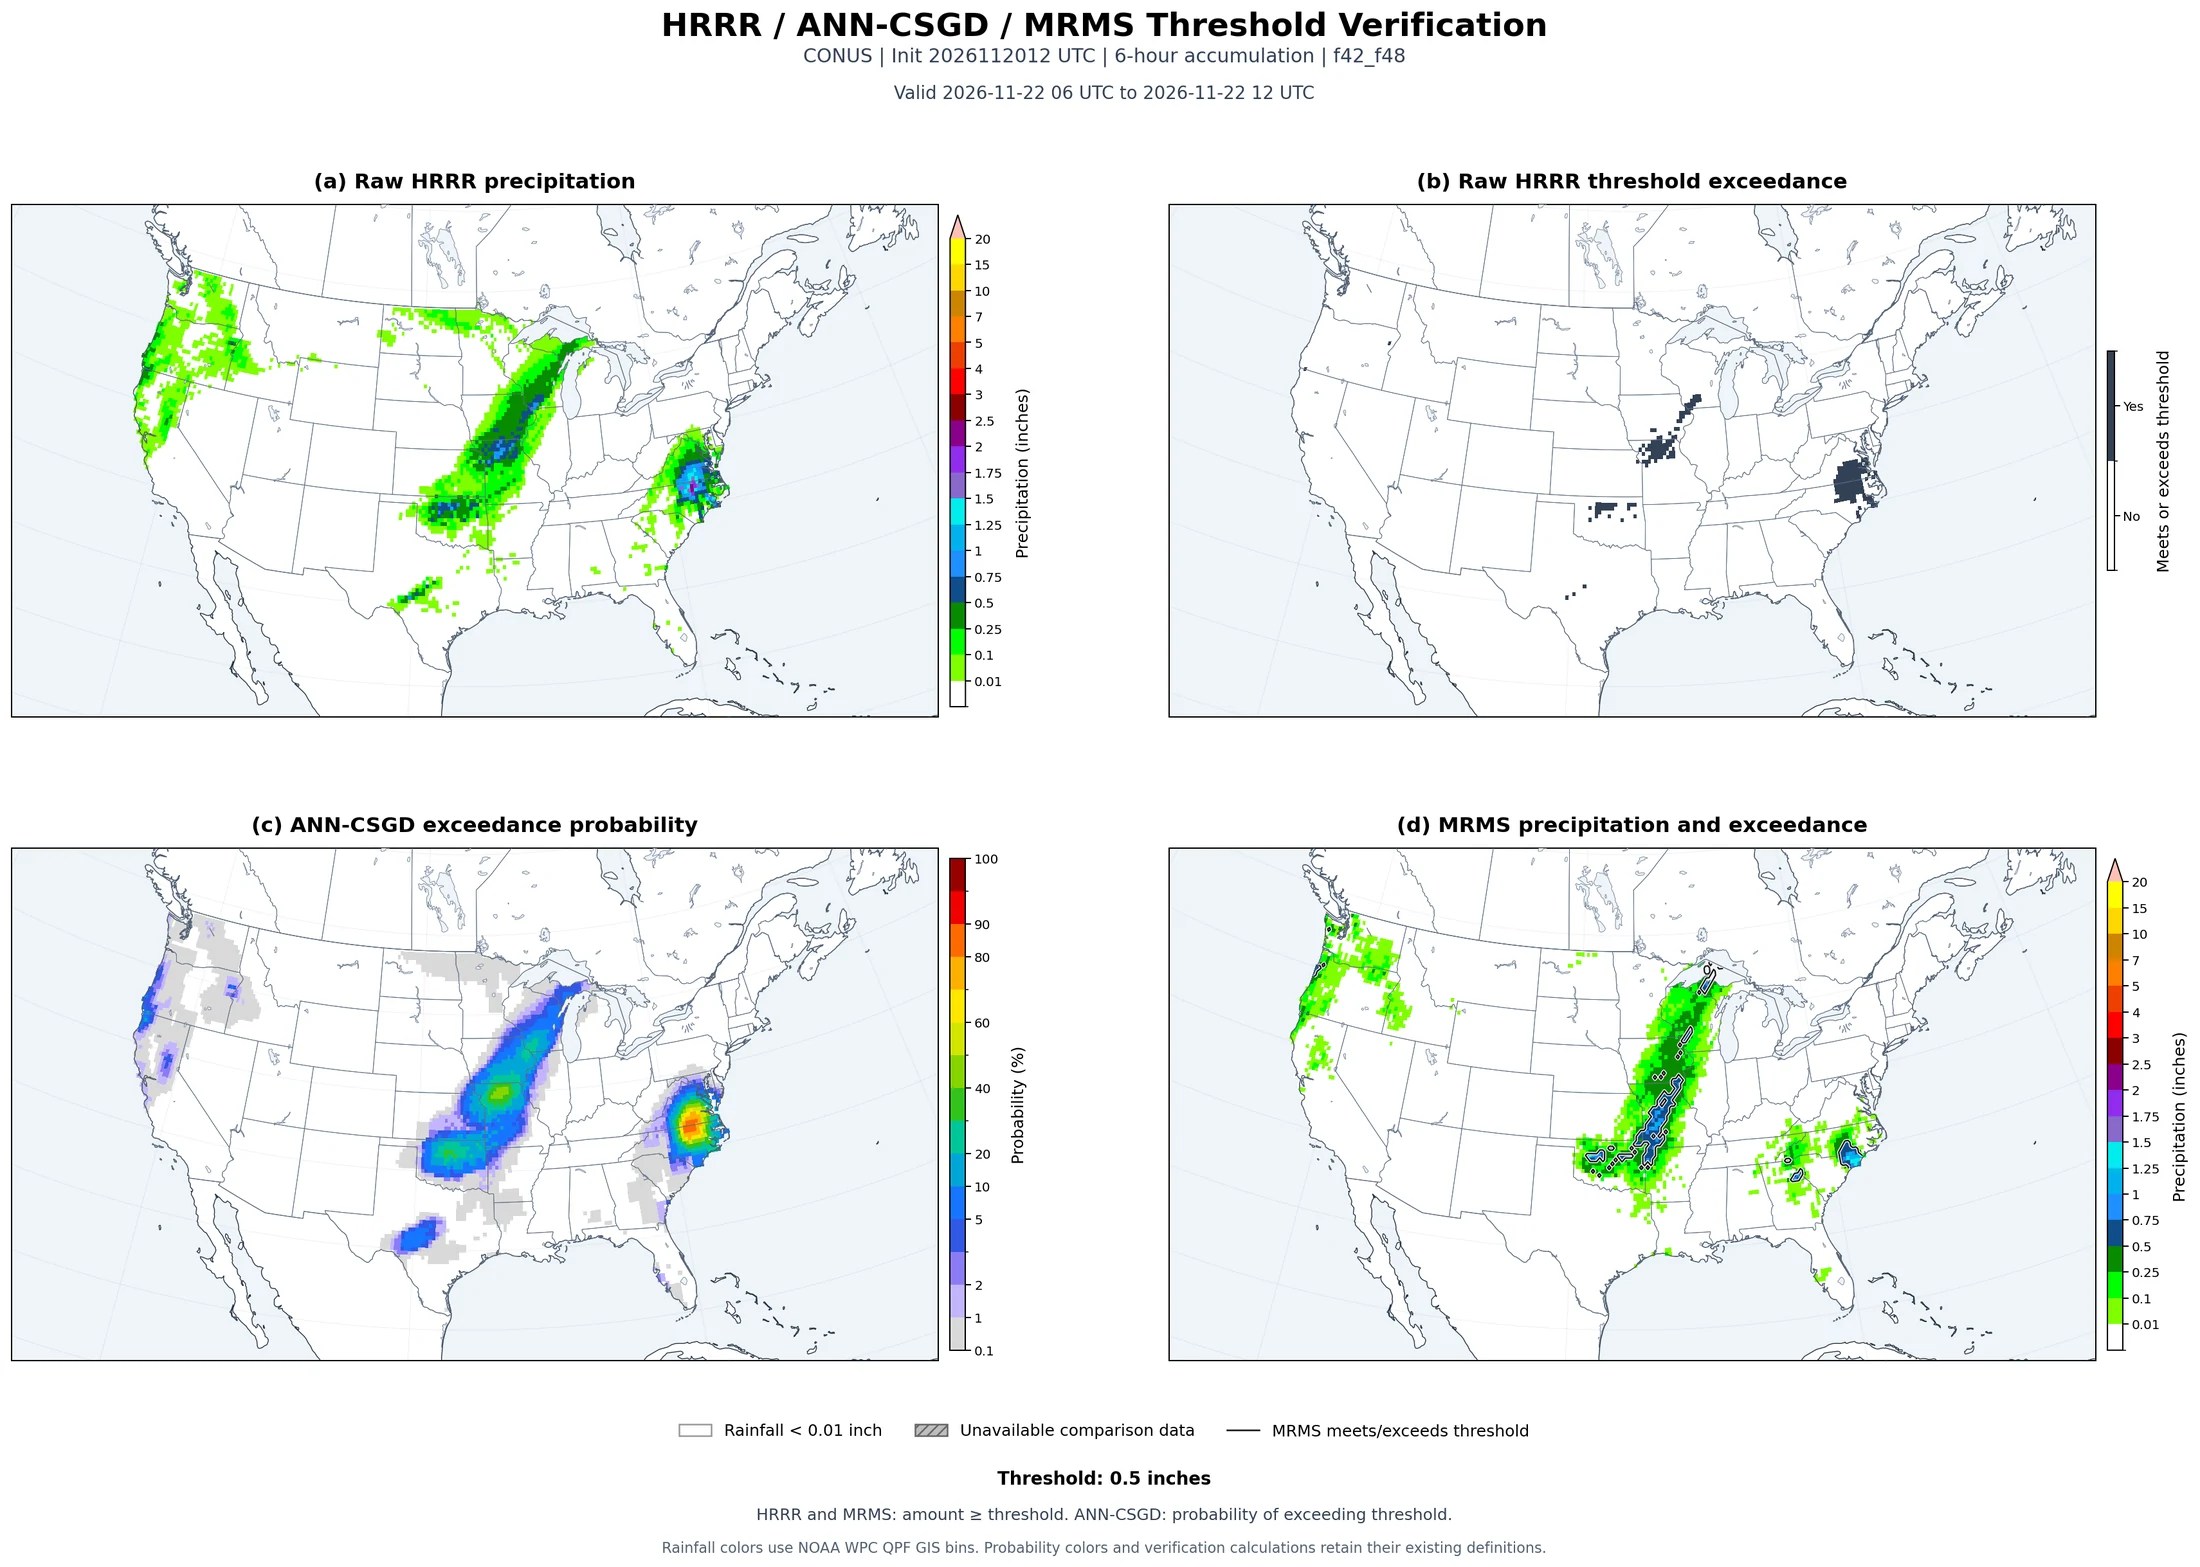 HRRR / ANN-CSGD / MRMS Threshold Verification
CONUS | Init 2026112012 UTC | 6-hour accumulation | f42_f48
Valid 2026-11-22 06 UTC to 2026-11-22 12 UTC
(a) Raw HRRR precipitation
20
15
10
7
5
4
3
2.5
2
1.75
1.5
1.25
1
0.75
0.5
0.25
0.1
0.01
Precipitation (inches)
(b) Raw HRRR threshold exceedance
Yes
No
Meets or exceeds threshold
(c) ANN-CSGD exceedance probability
100
90
80
60
40
20
10
5
2
1
0.1
Probability (%)
(d) MRMS precipitation and exceedance
20
15
10
7
5
4
3
2.5
2
1.75
1.5
1.25
1
0.75
0.5
0.25
0.1
0.01
Precipitation (inches)
Rainfall < 0.01 inch
Unavailable comparison data
MRMS meets/exceeds threshold
Threshold: 0.5 inches
HRRR and MRMS: amount ≥ threshold. ANN-CSGD: probability of exceeding threshold.
Rainfall colors use NOAA WPC QPF GIS bins. Probability colors and verification calculations retain their existing definitions.